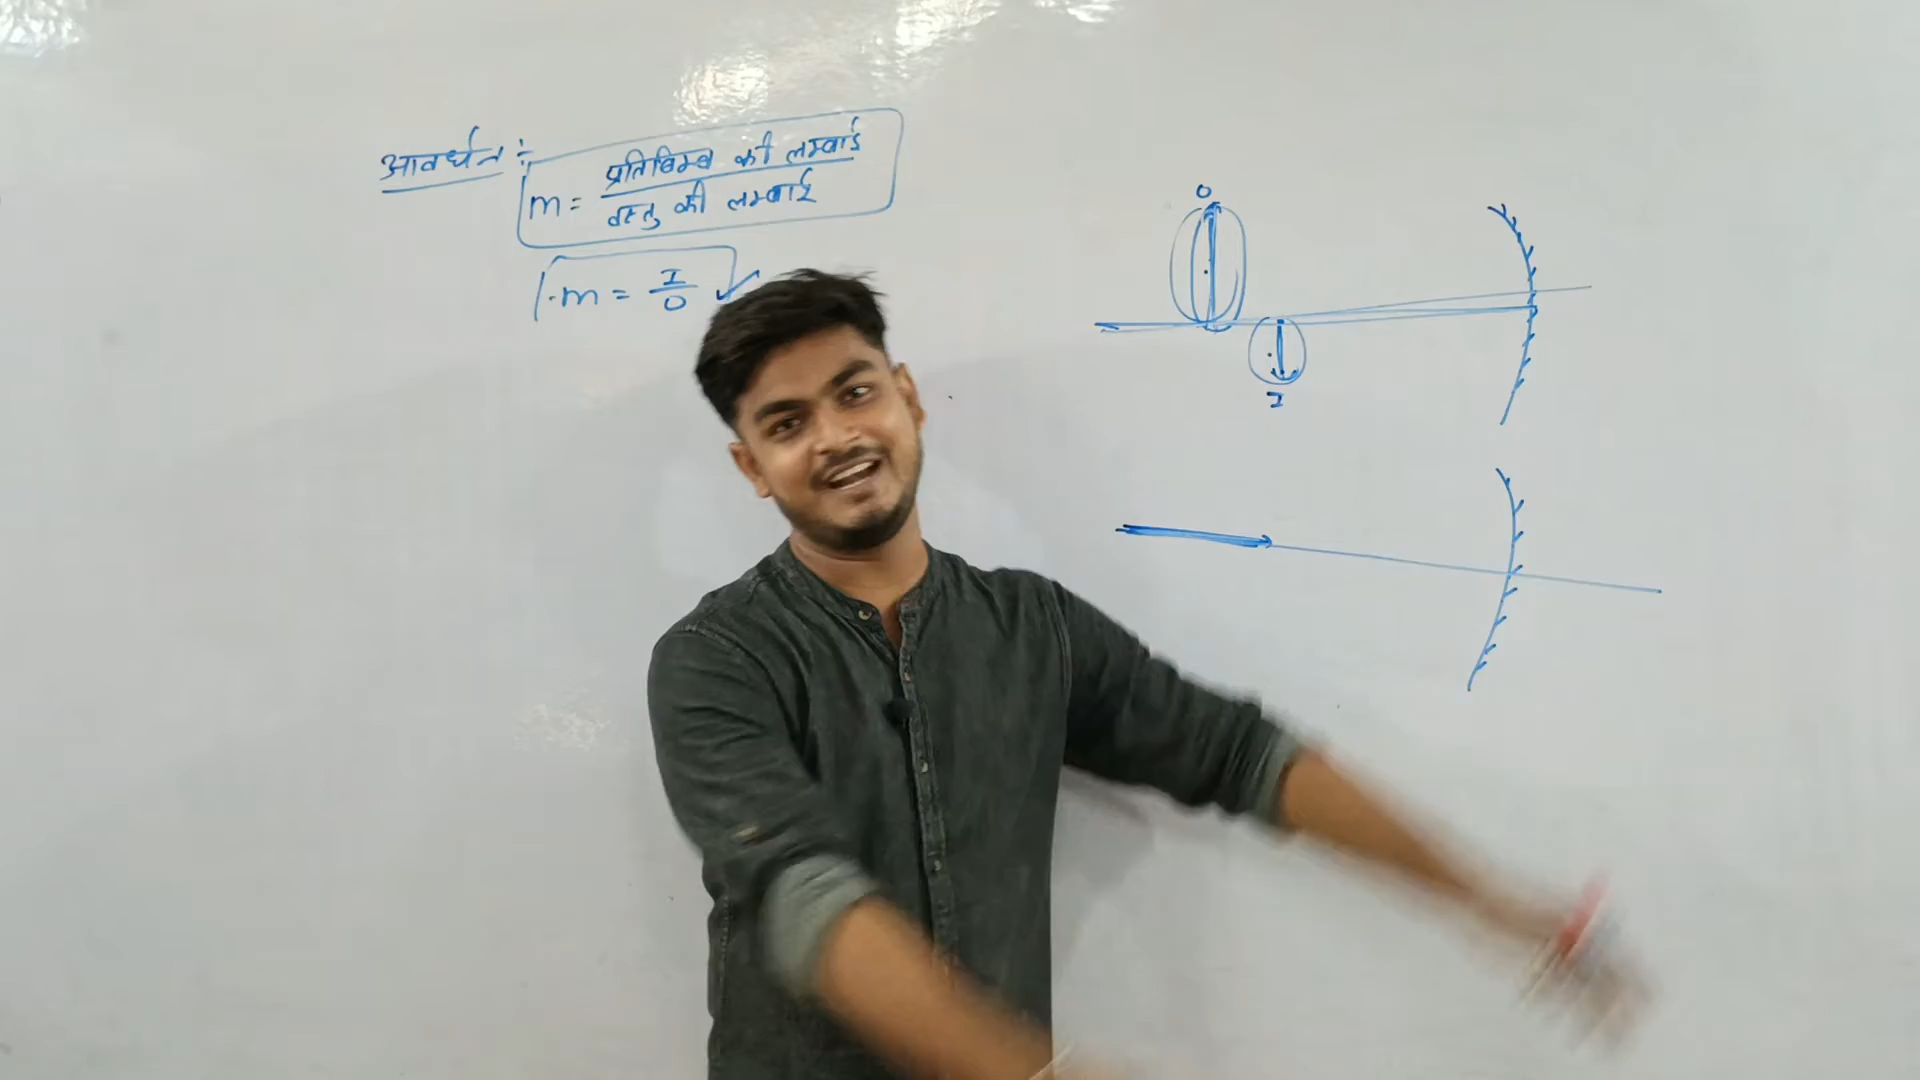 आवर्धन :-
m = प्रतिबिम्ब की लम्बाई
वस्तु की लम्बाई
m = I
O
O
I